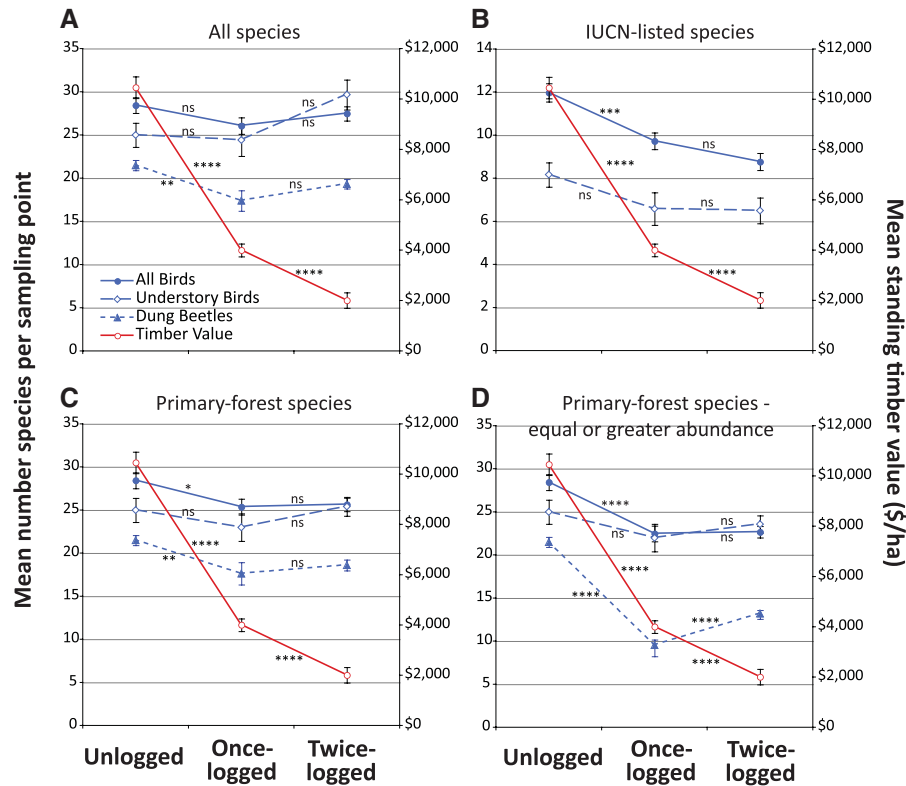 A
All species
35
30
25
20
15
10
5
0
$12,000
$10,000
$8,000
$6,000
$4,000
$2,000
$0
ns
ns
ns
ns
****
**
ns
****
All Birds
Understory Birds
Dung Beetles
Timber Value
B
IUCN-listed species
14
12
10
8
6
4
2
0
$12,000
$10,000
$8,000
$6,000
$4,000
$2,000
$0
***
ns
****
ns
ns
****
C
Primary-forest species
35
30
25
20
15
10
5
0
$12,000
$10,000
$8,000
$6,000
$4,000
$2,000
$0
*
ns
ns
ns
****
**
ns
****
D
Primary-forest species -
equal or greater abundance
35
30
25
20
15
10
5
0
$12,000
$10,000
$8,000
$6,000
$4,000
$2,000
$0
****
ns
ns
ns
****
****
****
****
Unlogged
Once-
logged
Twice-
logged
Unlogged
Once-
logged
Twice-
logged
Mean number species per sampling point
Mean standing timber value ($/ha)